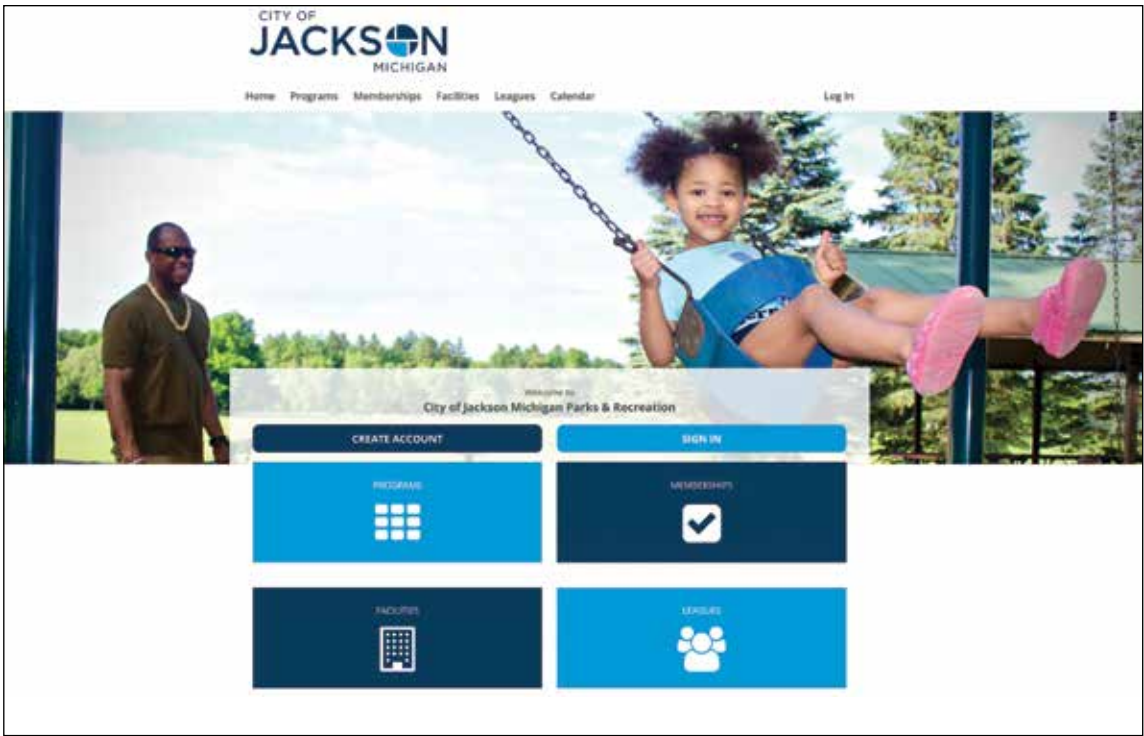 CITY OF
JACKSON
MICHIGAN
Home Programs Memberships Facilities Leagues Calendar Log In
Welcome to
City of Jackson Michigan Parks & Recreation
CREATE ACCOUNT SIGN IN
PROGRAMS MEMBERSHIPS
FACILITIES LEAGUES